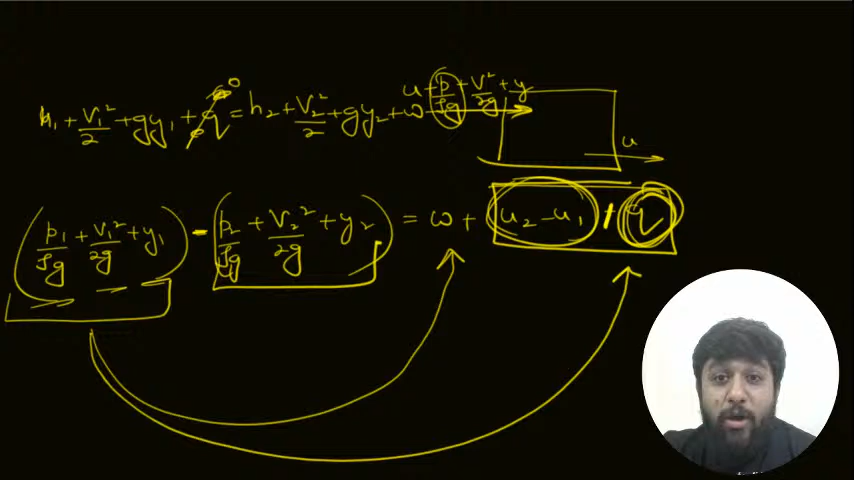 u + p/ρg + V²/2g + y
h₁ + V₁²/2 + gy₁ + q⁰ = h₂ + V₂²/2 + gy₂ + ω
u
(p₁/ρg + V₁²/2g + y₁) - (p₂/ρg + V₂²/2g + y₂) = ω + u₂ - u₁ + q